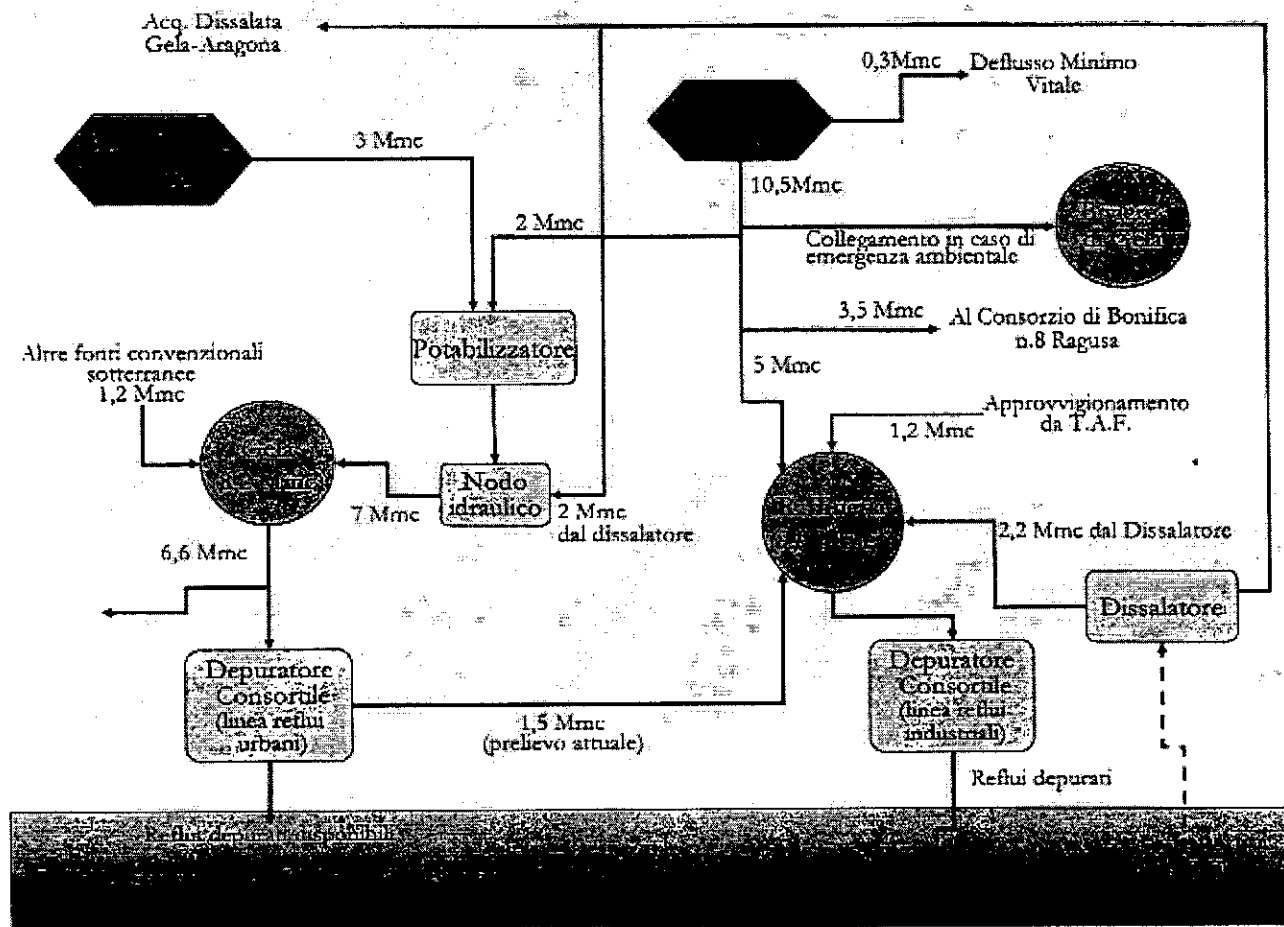 Acq. Dissalata
Gela-Aragona
0,3Mmc
Deflusso Minimo
Vitale
3 Mmc
10,5Mmc
2 Mmc
Collegamento in caso di
emergenza ambientale
3,5 Mmc
Al Consorzio di Bonifica
n.8 Ragusa
Potabilizzatore
Altre fonti convenzionali
sotterranee
1,2 Mmc
5 Mmc
Approvvigionamento
da T.A.F.
1,2 Mmc
Nodo
idraulico
7 Mmc
2 Mmc
dal dissalatore
2,2 Mmc dal Dissalatore
6,6 Mmc
Dissalatore
Depuratore
Consortile
(linea reflui
urbani)
Depuratore
Consortile
(linea reflui
industriali)
1,5 Mmc
(prelievo attuale)
Reflui depurati
Reflui depurati disponibili